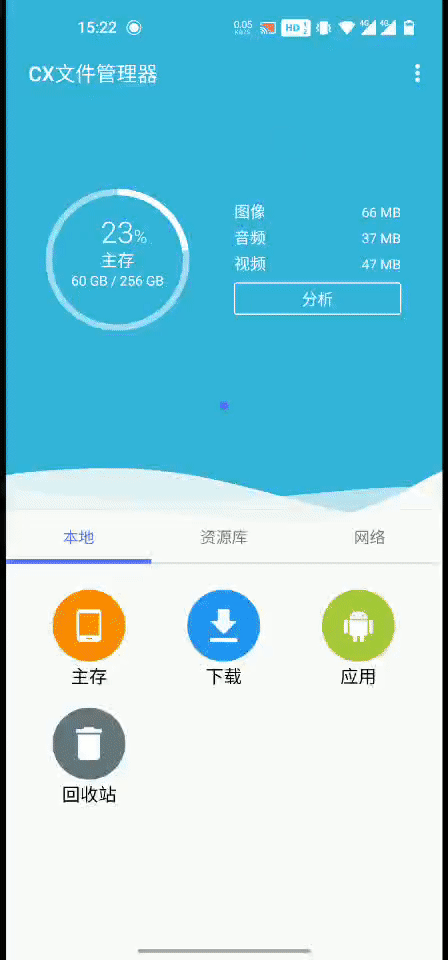 15:22
0.05
HD
4G
4G
CX文件管理器
23%
主存
60 GB / 256 GB
图像 66 MB
音频 37 MB
视频 47 MB
分析
本地 资源库 网络
主存 下载 应用
回收站